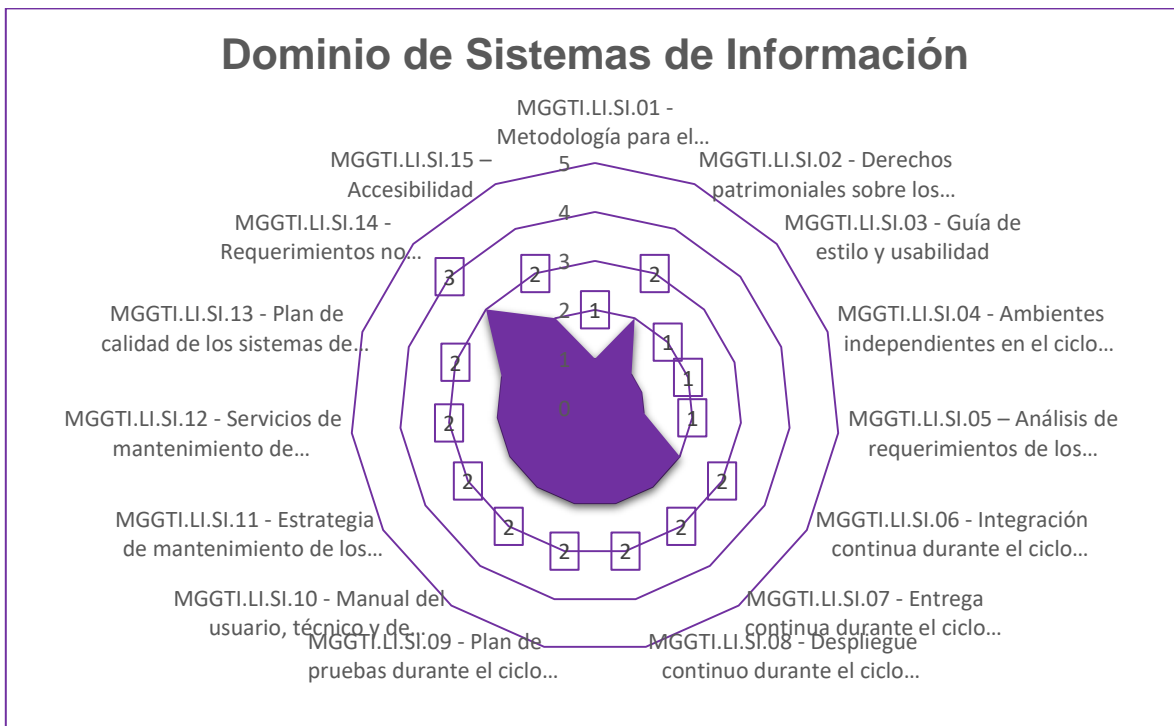 Dominio de Sistemas de Información
MGGTI.LI.SI.01 -
Metodología para el...
MGGTI.LI.SI.02 - Derechos
patrimoniales sobre los...
MGGTI.LI.SI.03 - Guía de
estilo y usabilidad
MGGTI.LI.SI.04 - Ambientes
independientes en el ciclo...
MGGTI.LI.SI.05 – Análisis de
requerimientos de los...
MGGTI.LI.SI.06 - Integración
continua durante el ciclo...
MGGTI.LI.SI.07 - Entrega
continua durante el ciclo...
MGGTI.LI.SI.08 - Despliegue
continuo durante el ciclo...
MGGTI.LI.SI.09 - Plan de
pruebas durante el ciclo...
MGGTI.LI.SI.10 - Manual del
usuario, técnico y de...
MGGTI.LI.SI.11 - Estrategia
de mantenimiento de los...
MGGTI.LI.SI.12 - Servicios de
mantenimiento de...
MGGTI.LI.SI.13 - Plan de
calidad de los sistemas de...
MGGTI.LI.SI.14 -
Requerimientos no...
MGGTI.LI.SI.15 –
Accesibilidad
5
4
3
2
1
0
1
2
1
1
1
2
2
2
2
2
2
2
2
3
2